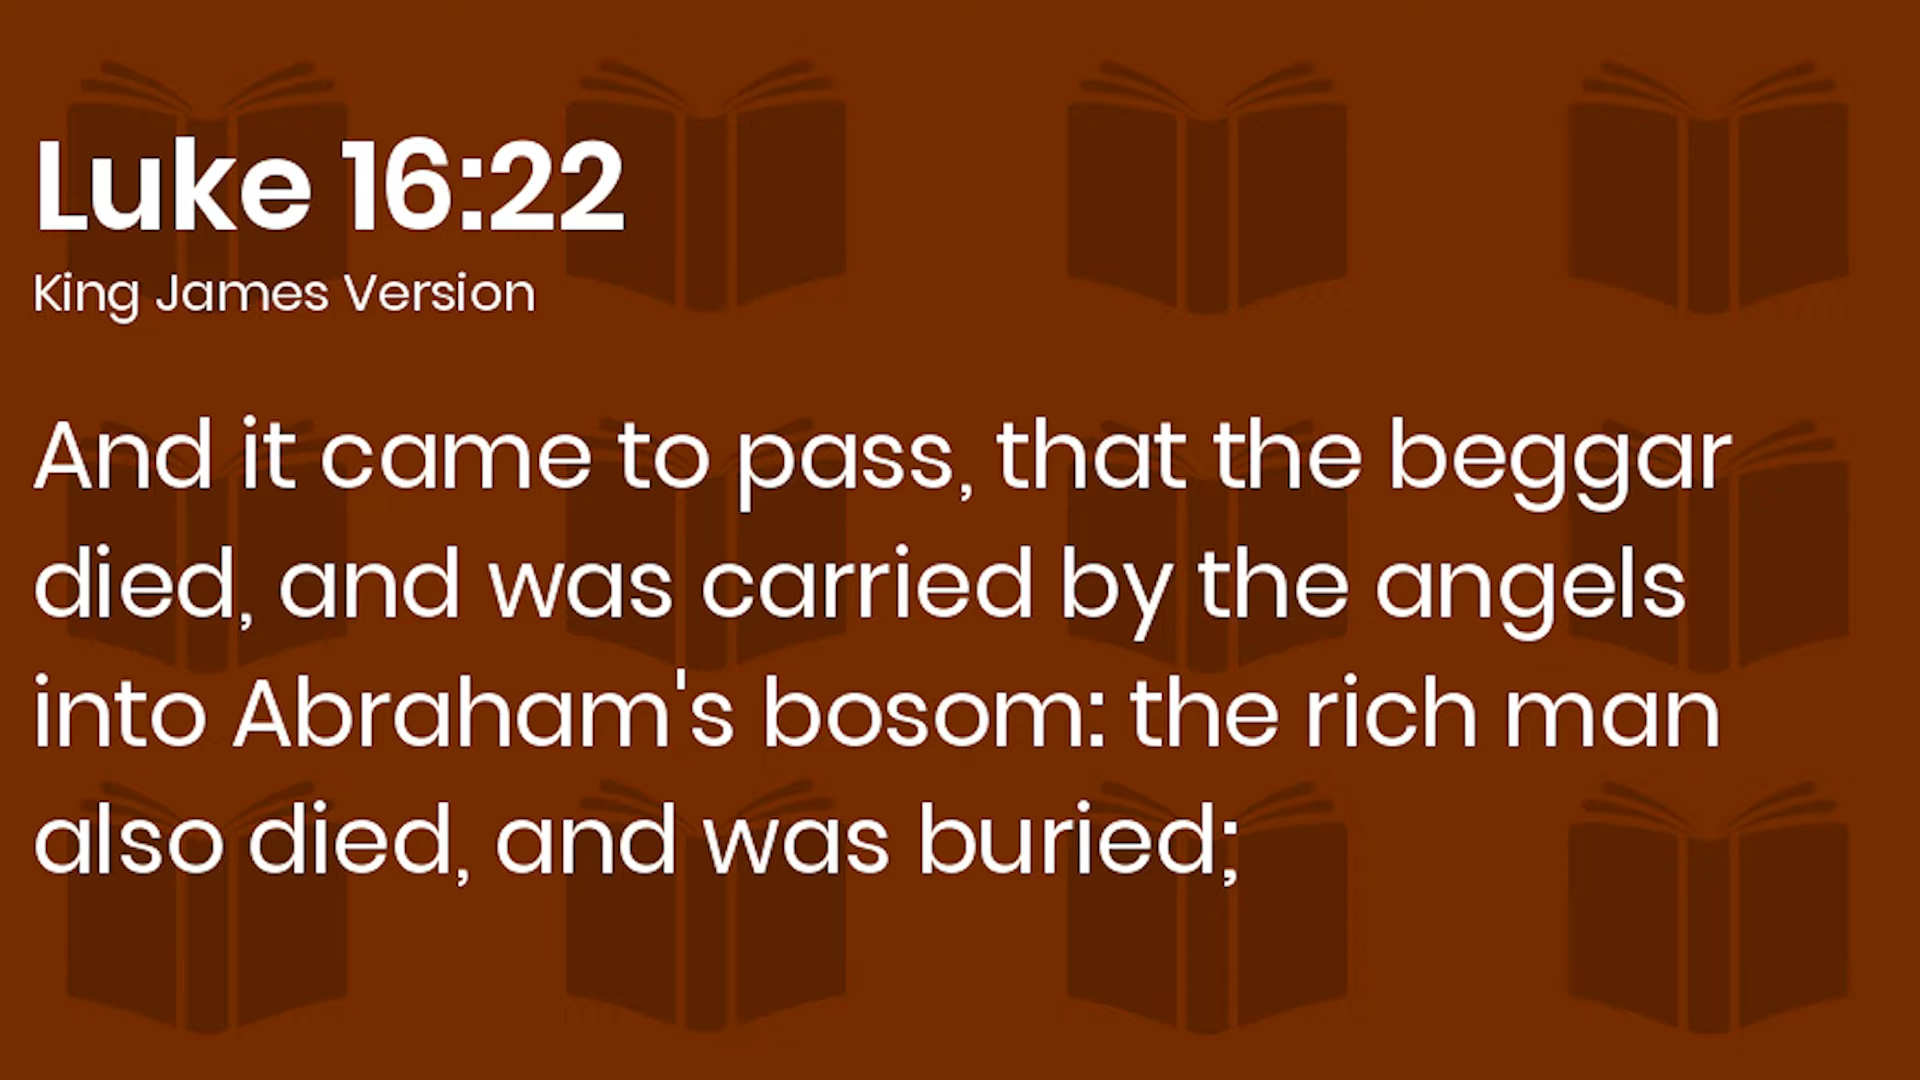 Luke 16:22
King James Version
And it came to pass, that the beggar
died, and was carried by the angels
into Abraham's bosom: the rich man
also died, and was buried;